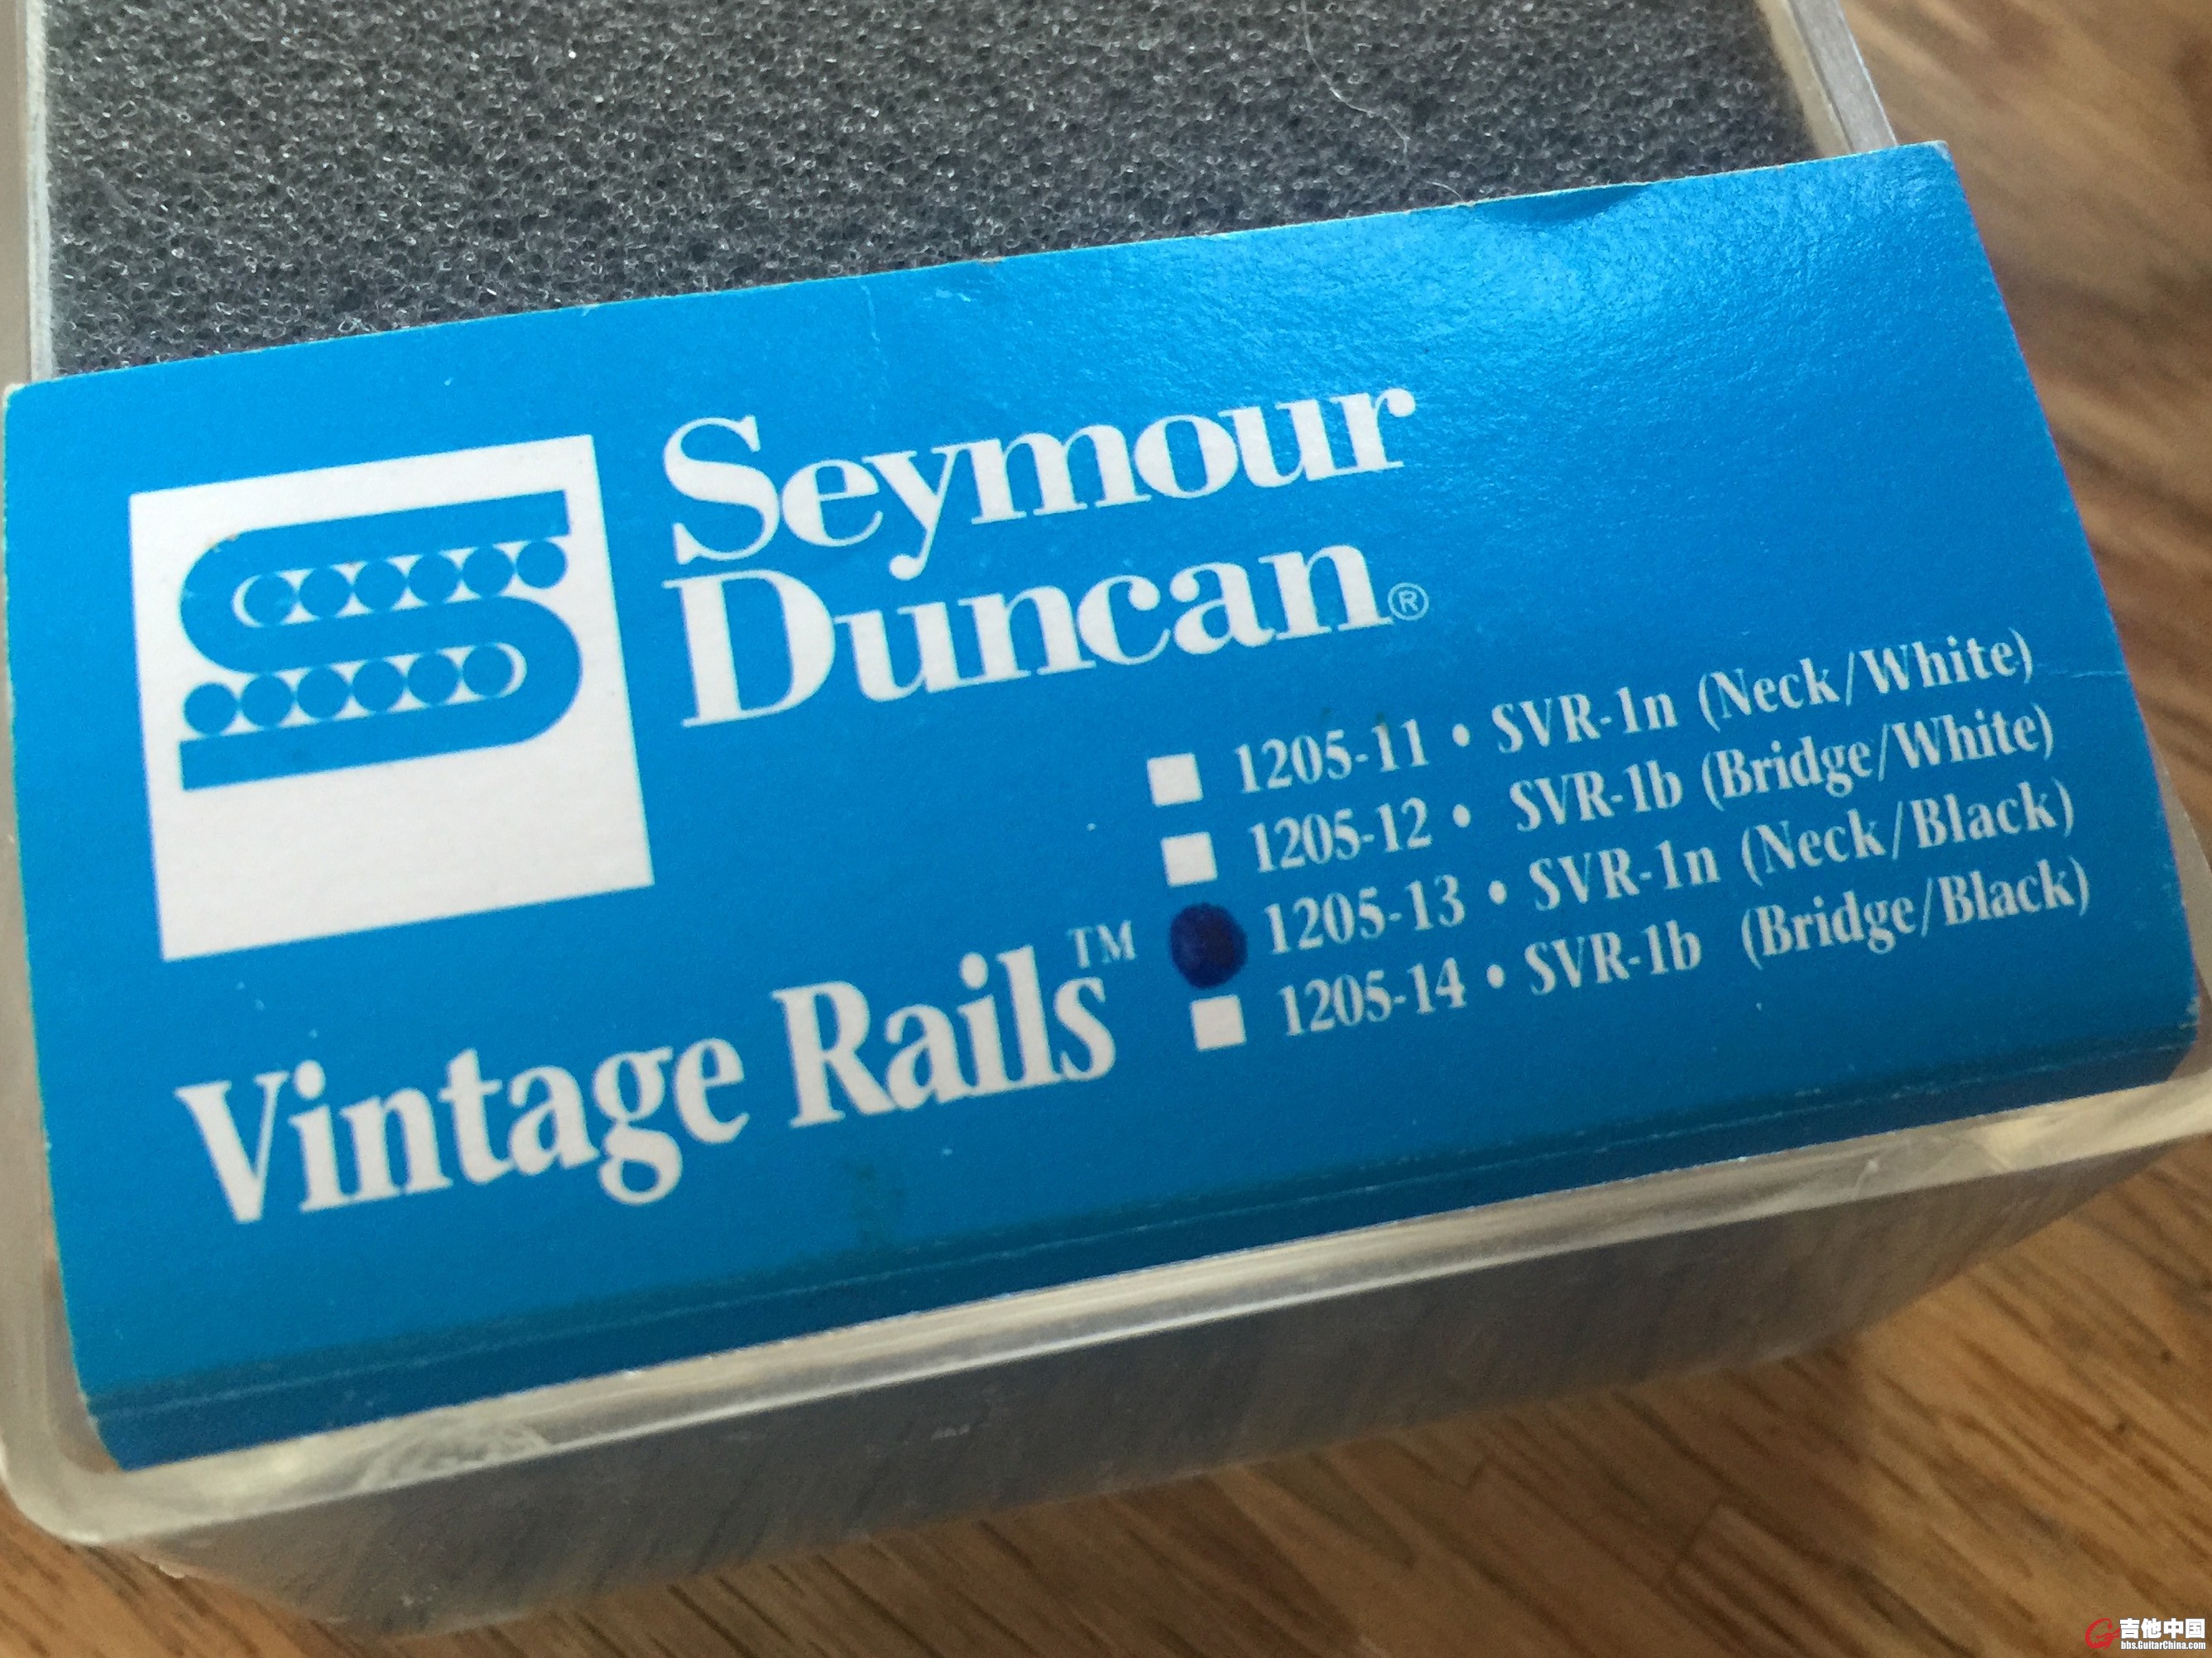 Seymour
Duncan®
1205-11 • SVR-1n (Neck/White)
1205-12 • SVR-1b (Bridge/White)
1205-13 • SVR-1n (Neck/Black)
1205-14 • SVR-1b (Bridge/Black)
Vintage Rails™
吉他中国
bbs.GuitarChina.com